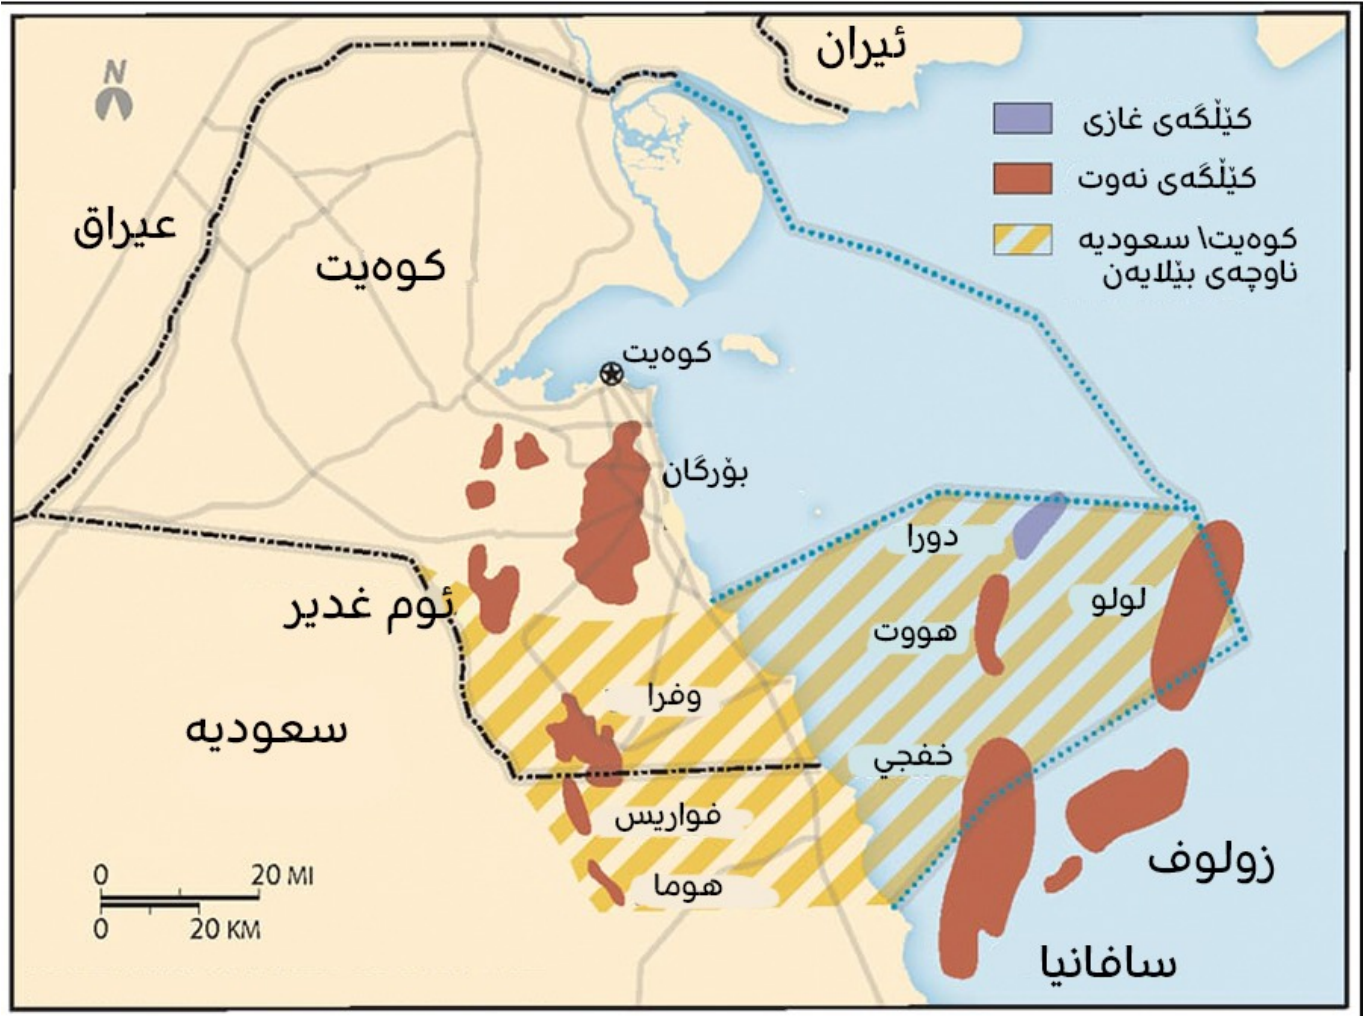 ئیران
N
کێڵگەی غازی
کێڵگەی نەوت
کوەیت\ سعودیە
ناوچەی بێلایەن
عیراق
کوەیت
کوەیت
بۆرگان
دورا
لولو
ئوم غدیر
هووت
وفرا
سعودیە
خفجي
فواریس
زولوف
هوما
0 20 MI
0 20 KM
سافانیا